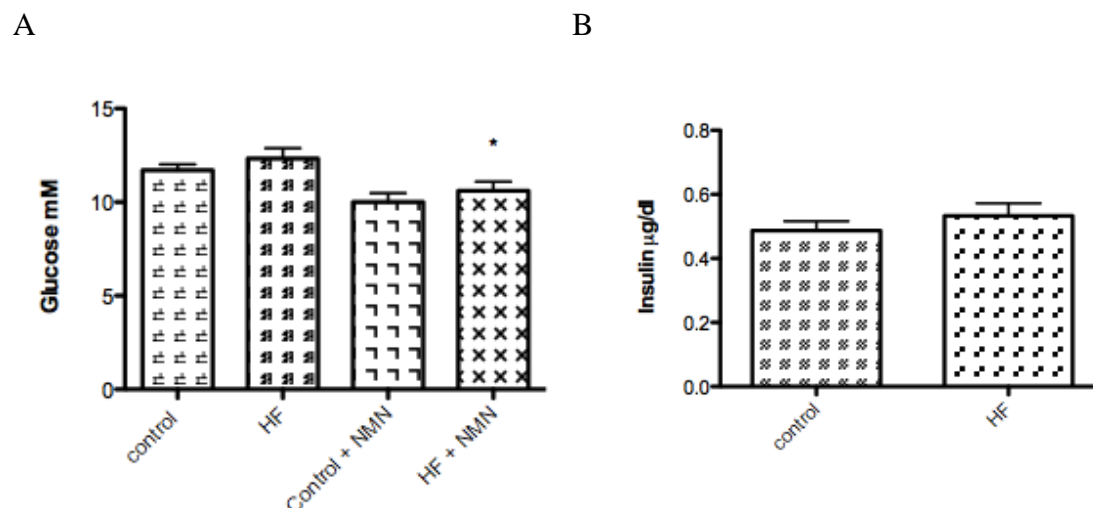 A
B
Glucose mM
15
10
5
0
*
control
HF
Control + NMN
HF + NMN
Insulin µg/dl
0.8
0.6
0.4
0.2
0.0
control
HF